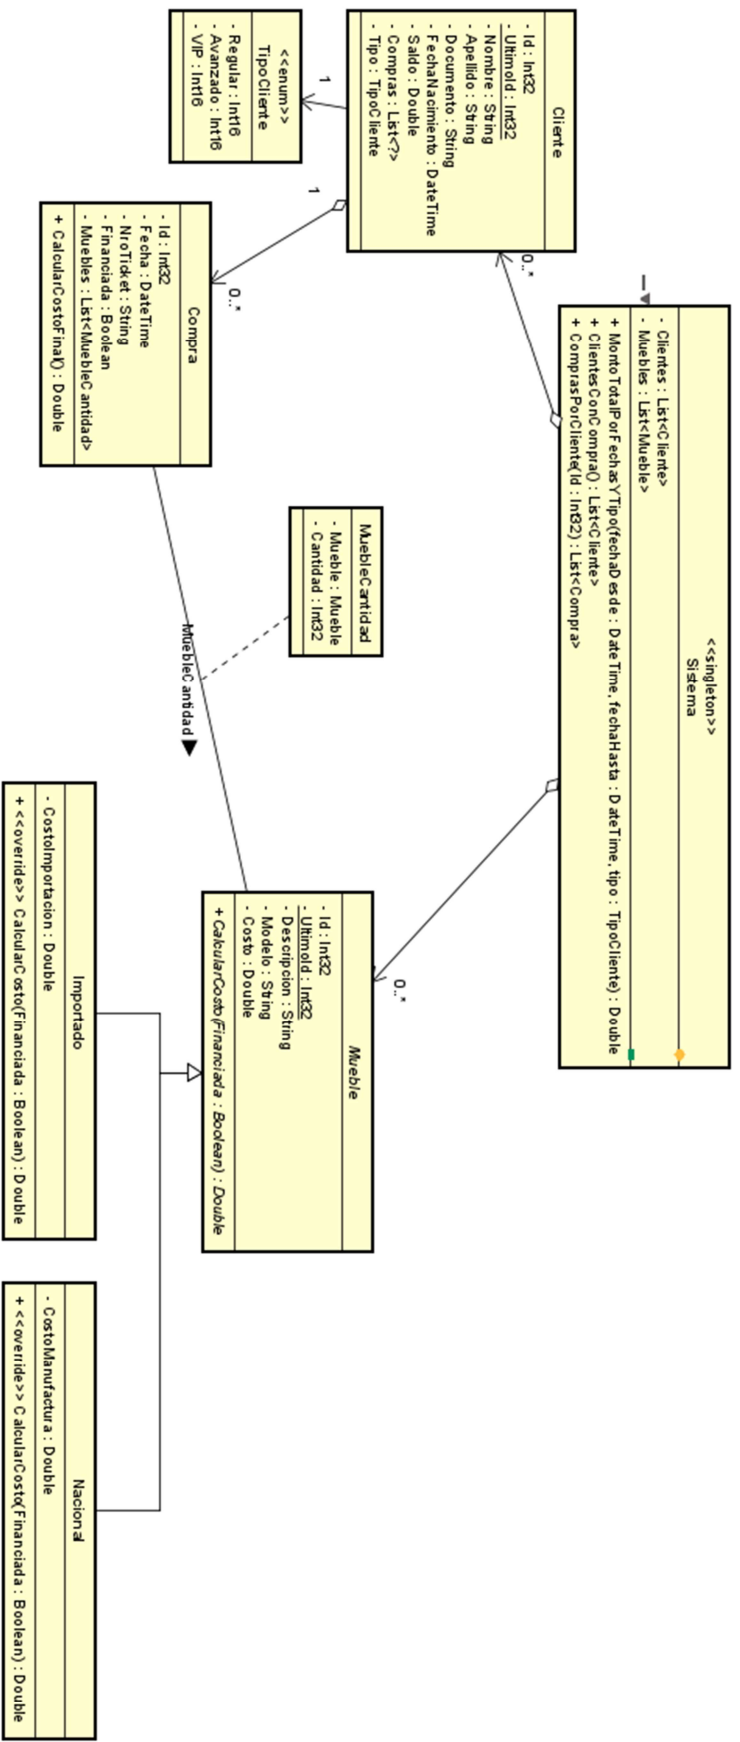 <<singleton>>
Sistema
- Clientes : List<Cliente>
- Muebles : List<Mueble>
+ MontoTotalPorFechasYTipo(fechaDesde : DateTime, fechaHasta : DateTime, tipo : TipoCliente) : Double
+ ClientesConCompra() : List<Cliente>
+ ComprasPorCliente(Id : Int32) : List<Compra>
0..*
0..*
Cliente
- Id : Int32
- UltimoId : Int32
- Nombre : String
- Apellido : String
- Documento : String
- FechaNacimiento : DateTime
- Saldo : Double
- Compras : List<?>
- Tipo : TipoCliente
1
1
0..*
<<enum>>
TipoCliente
- Regular : Int16
- Avanzado : Int16
- VIP : Int16
Compra
- Id : Int32
- Fecha : DateTime
- NroTicket : String
- Financiada : Boolean
- Muebles : List<MuebleCantidad>
+ CalcularCostoFinal() : Double
MuebleCantidad
- Mueble : Mueble
- Cantidad : Int32
MuebleCantidad
Mueble
- Id : Int32
- UltimoId : Int32
- Descripcion : String
- Modelo : String
- Costo : Double
+ CalcularCosto(Financiada : Boolean) : Double
Importado
- CostoImportacion : Double
+ <<override>> CalcularCosto(Financiada : Boolean) : Double
Nacional
- CostoManufactura : Double
+ <<override>> CalcularCosto(Financiada : Boolean) : Double